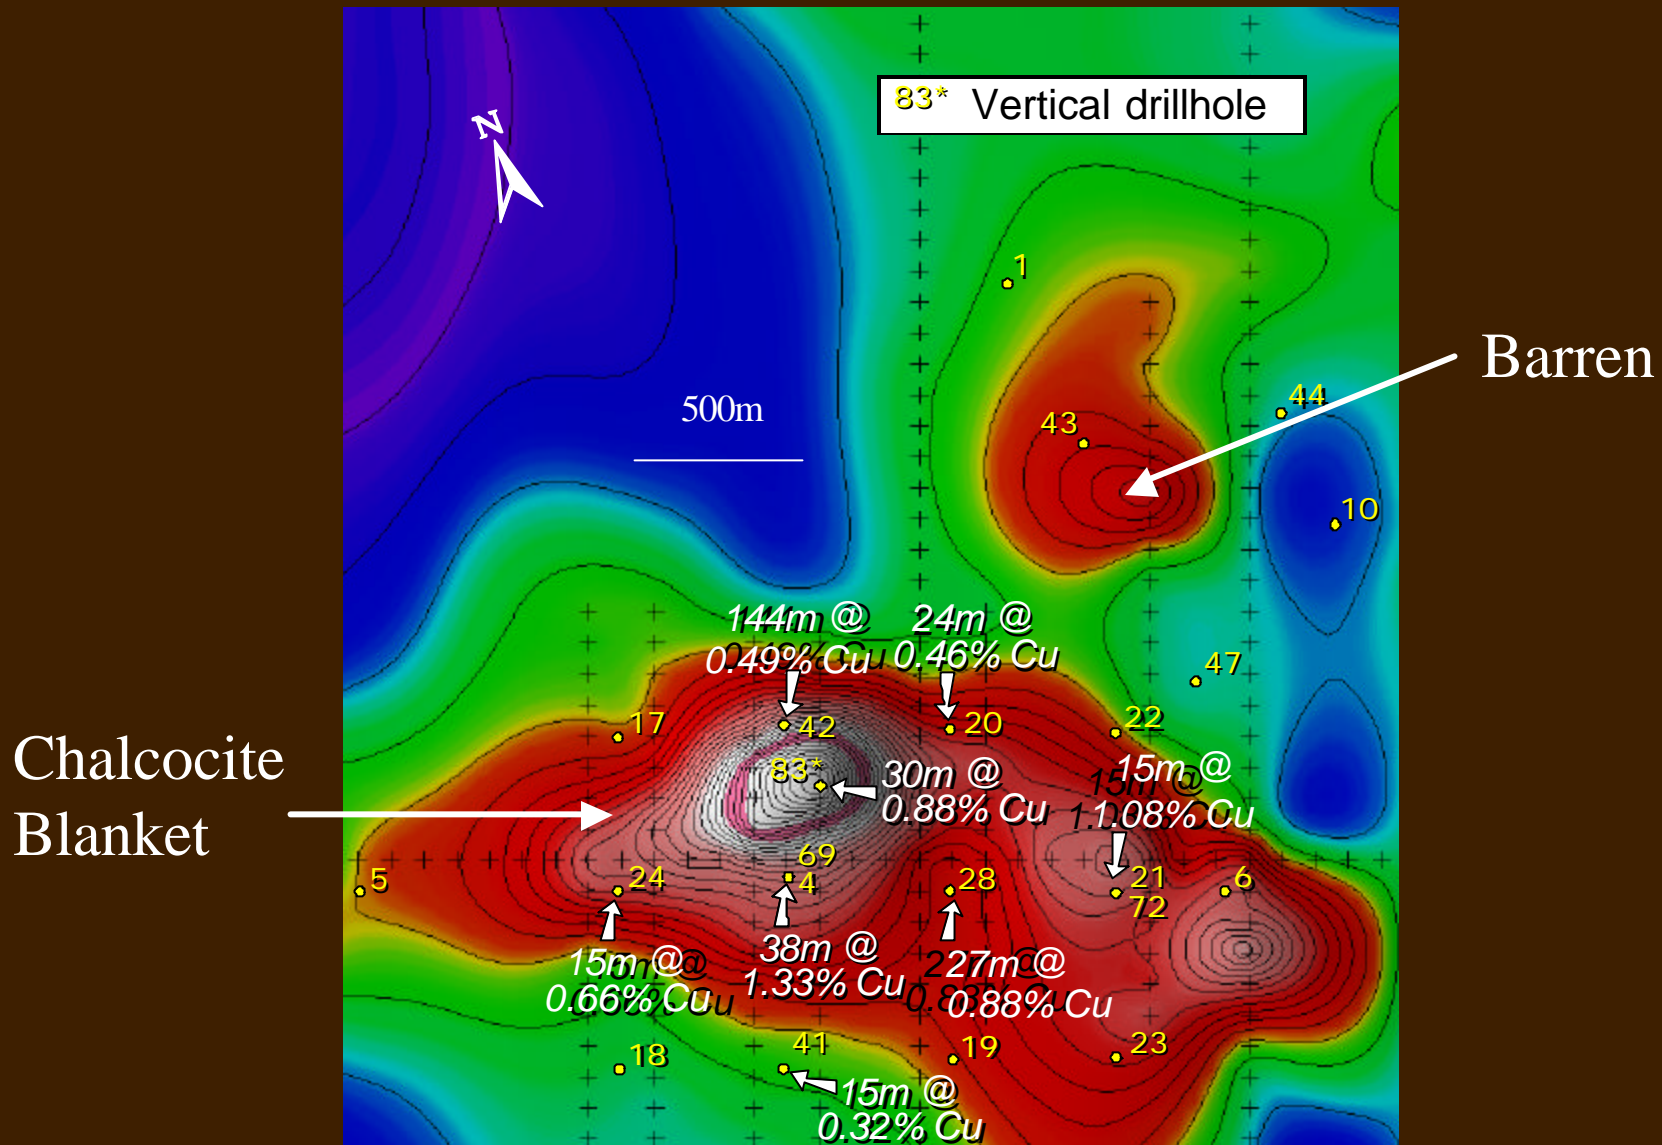 83* Vertical drillhole
N
1
Barren
500m
44
43
10
144m @
0.49% Cu
24m @
0.46% Cu
47
17
42
20
22
Chalcocite
Blanket
83*
30m @
0.88% Cu
15m @
1.08% Cu
69
4
5
24
28
21
72
6
15m @
0.66% Cu
38m @
1.33% Cu
27m @
0.88% Cu
18
41
19
23
15m @
0.32% Cu